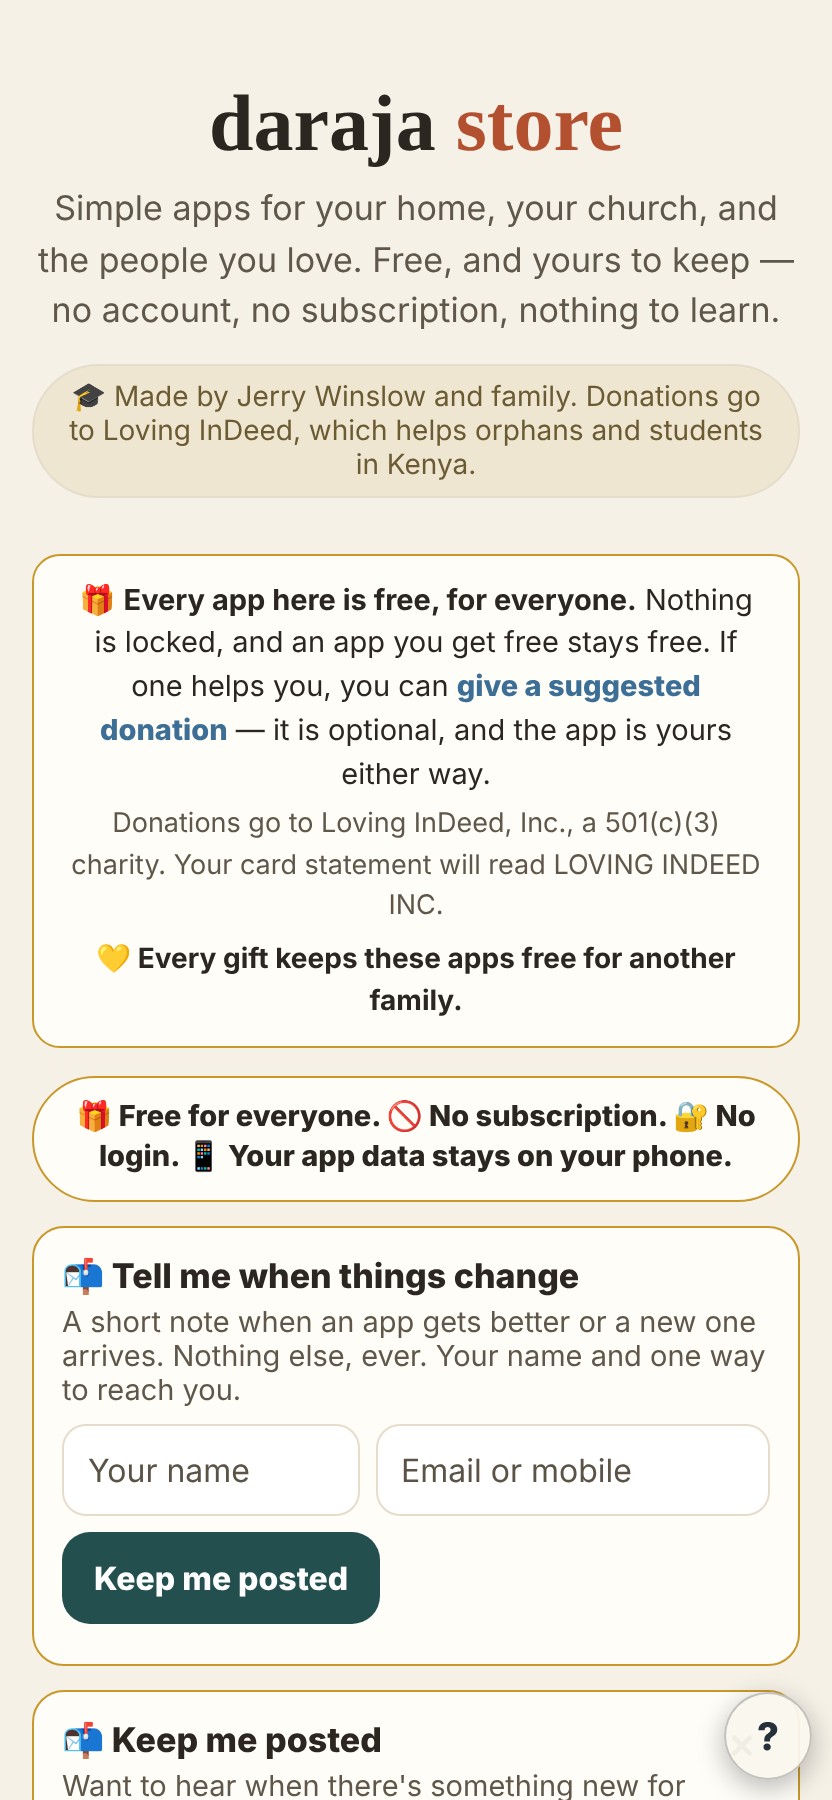 daraja store
Simple apps for your home, your church, and
the people you love. Free, and yours to keep —
no account, no subscription, nothing to learn.
🎓 Made by Jerry Winslow and family. Donations go
to Loving InDeed, which helps orphans and students
in Kenya.
🎁 Every app here is free, for everyone. Nothing
is locked, and an app you get free stays free. If
one helps you, you can give a suggested
donation — it is optional, and the app is yours
either way.
Donations go to Loving InDeed, Inc., a 501(c)(3)
charity. Your card statement will read LOVING INDEED
INC.
💛 Every gift keeps these apps free for another
family.
🎁 Free for everyone. 🚫 No subscription. 🔐 No
login. 📱 Your app data stays on your phone.
📬 Tell me when things change
A short note when an app gets better or a new one
arrives. Nothing else, ever. Your name and one way
to reach you.
Your name
Email or mobile
Keep me posted
📬 Keep me posted
×
?
Want to hear when there's something new for